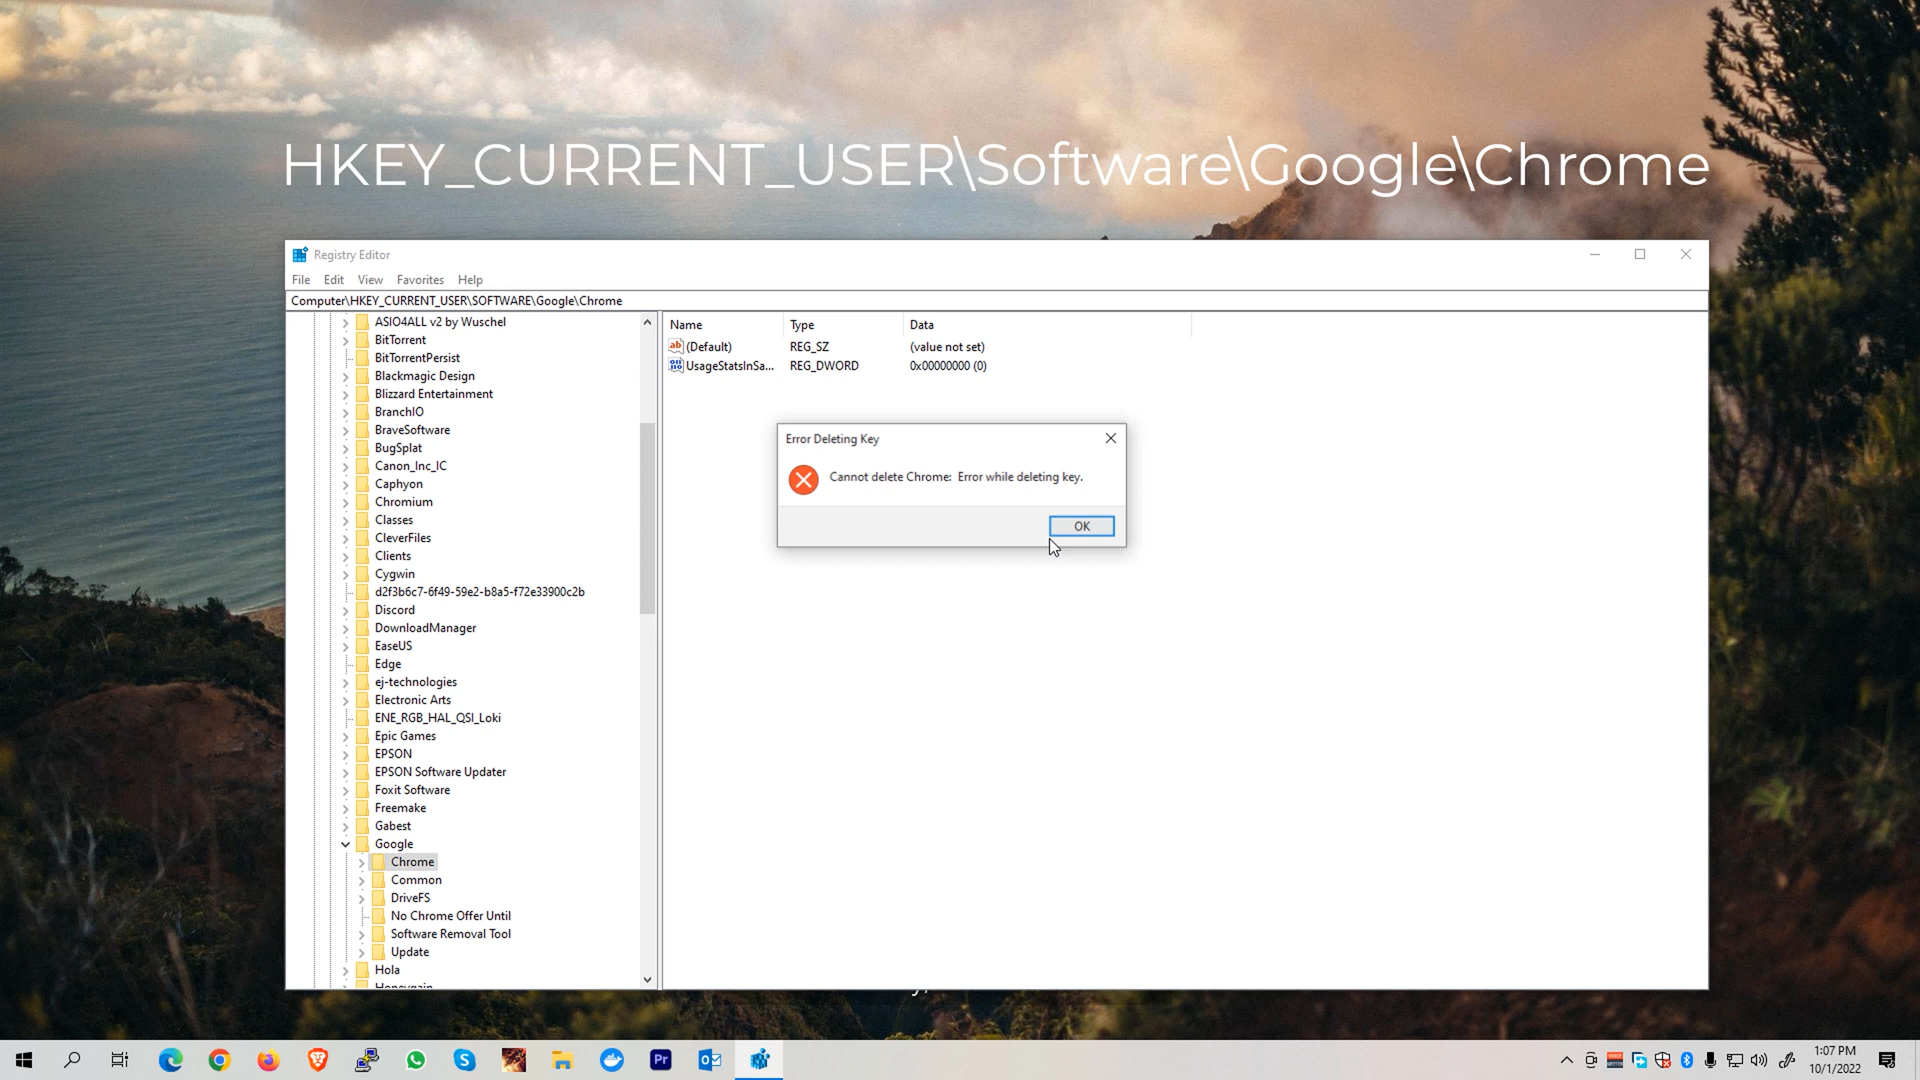 HKEY_CURRENT_USER\Software\Google\Chrome
Registry Editor
File Edit View Favorites Help
Computer\HKEY_CURRENT_USER\SOFTWARE\Google\Chrome
ASIO4ALL v2 by Wuschel
BitTorrent
BitTorrentPersist
Blackmagic Design
Blizzard Entertainment
BranchIO
BraveSoftware
BugSplat
Canon_Inc_IC
Caphyon
Chromium
Classes
CleverFiles
Clients
Cygwin
d2f3b6c7-6f49-59e2-b8a5-f72e33900c2b
Discord
DownloadManager
EaseUS
Edge
ej-technologies
Electronic Arts
ENE_RGB_HAL_QSI_Loki
Epic Games
EPSON
EPSON Software Updater
Foxit Software
Freemake
Gabest
Google
Chrome
Common
DriveFS
No Chrome Offer Until
Software Removal Tool
Update
Hola
Name Type Data
(Default) REG_SZ (value not set)
UsageStatsInSa... REG_DWORD 0x00000000 (0)
Error Deleting Key
Cannot delete Chrome: Error while deleting key.
OK
Pr
1:07 PM
10/1/2022